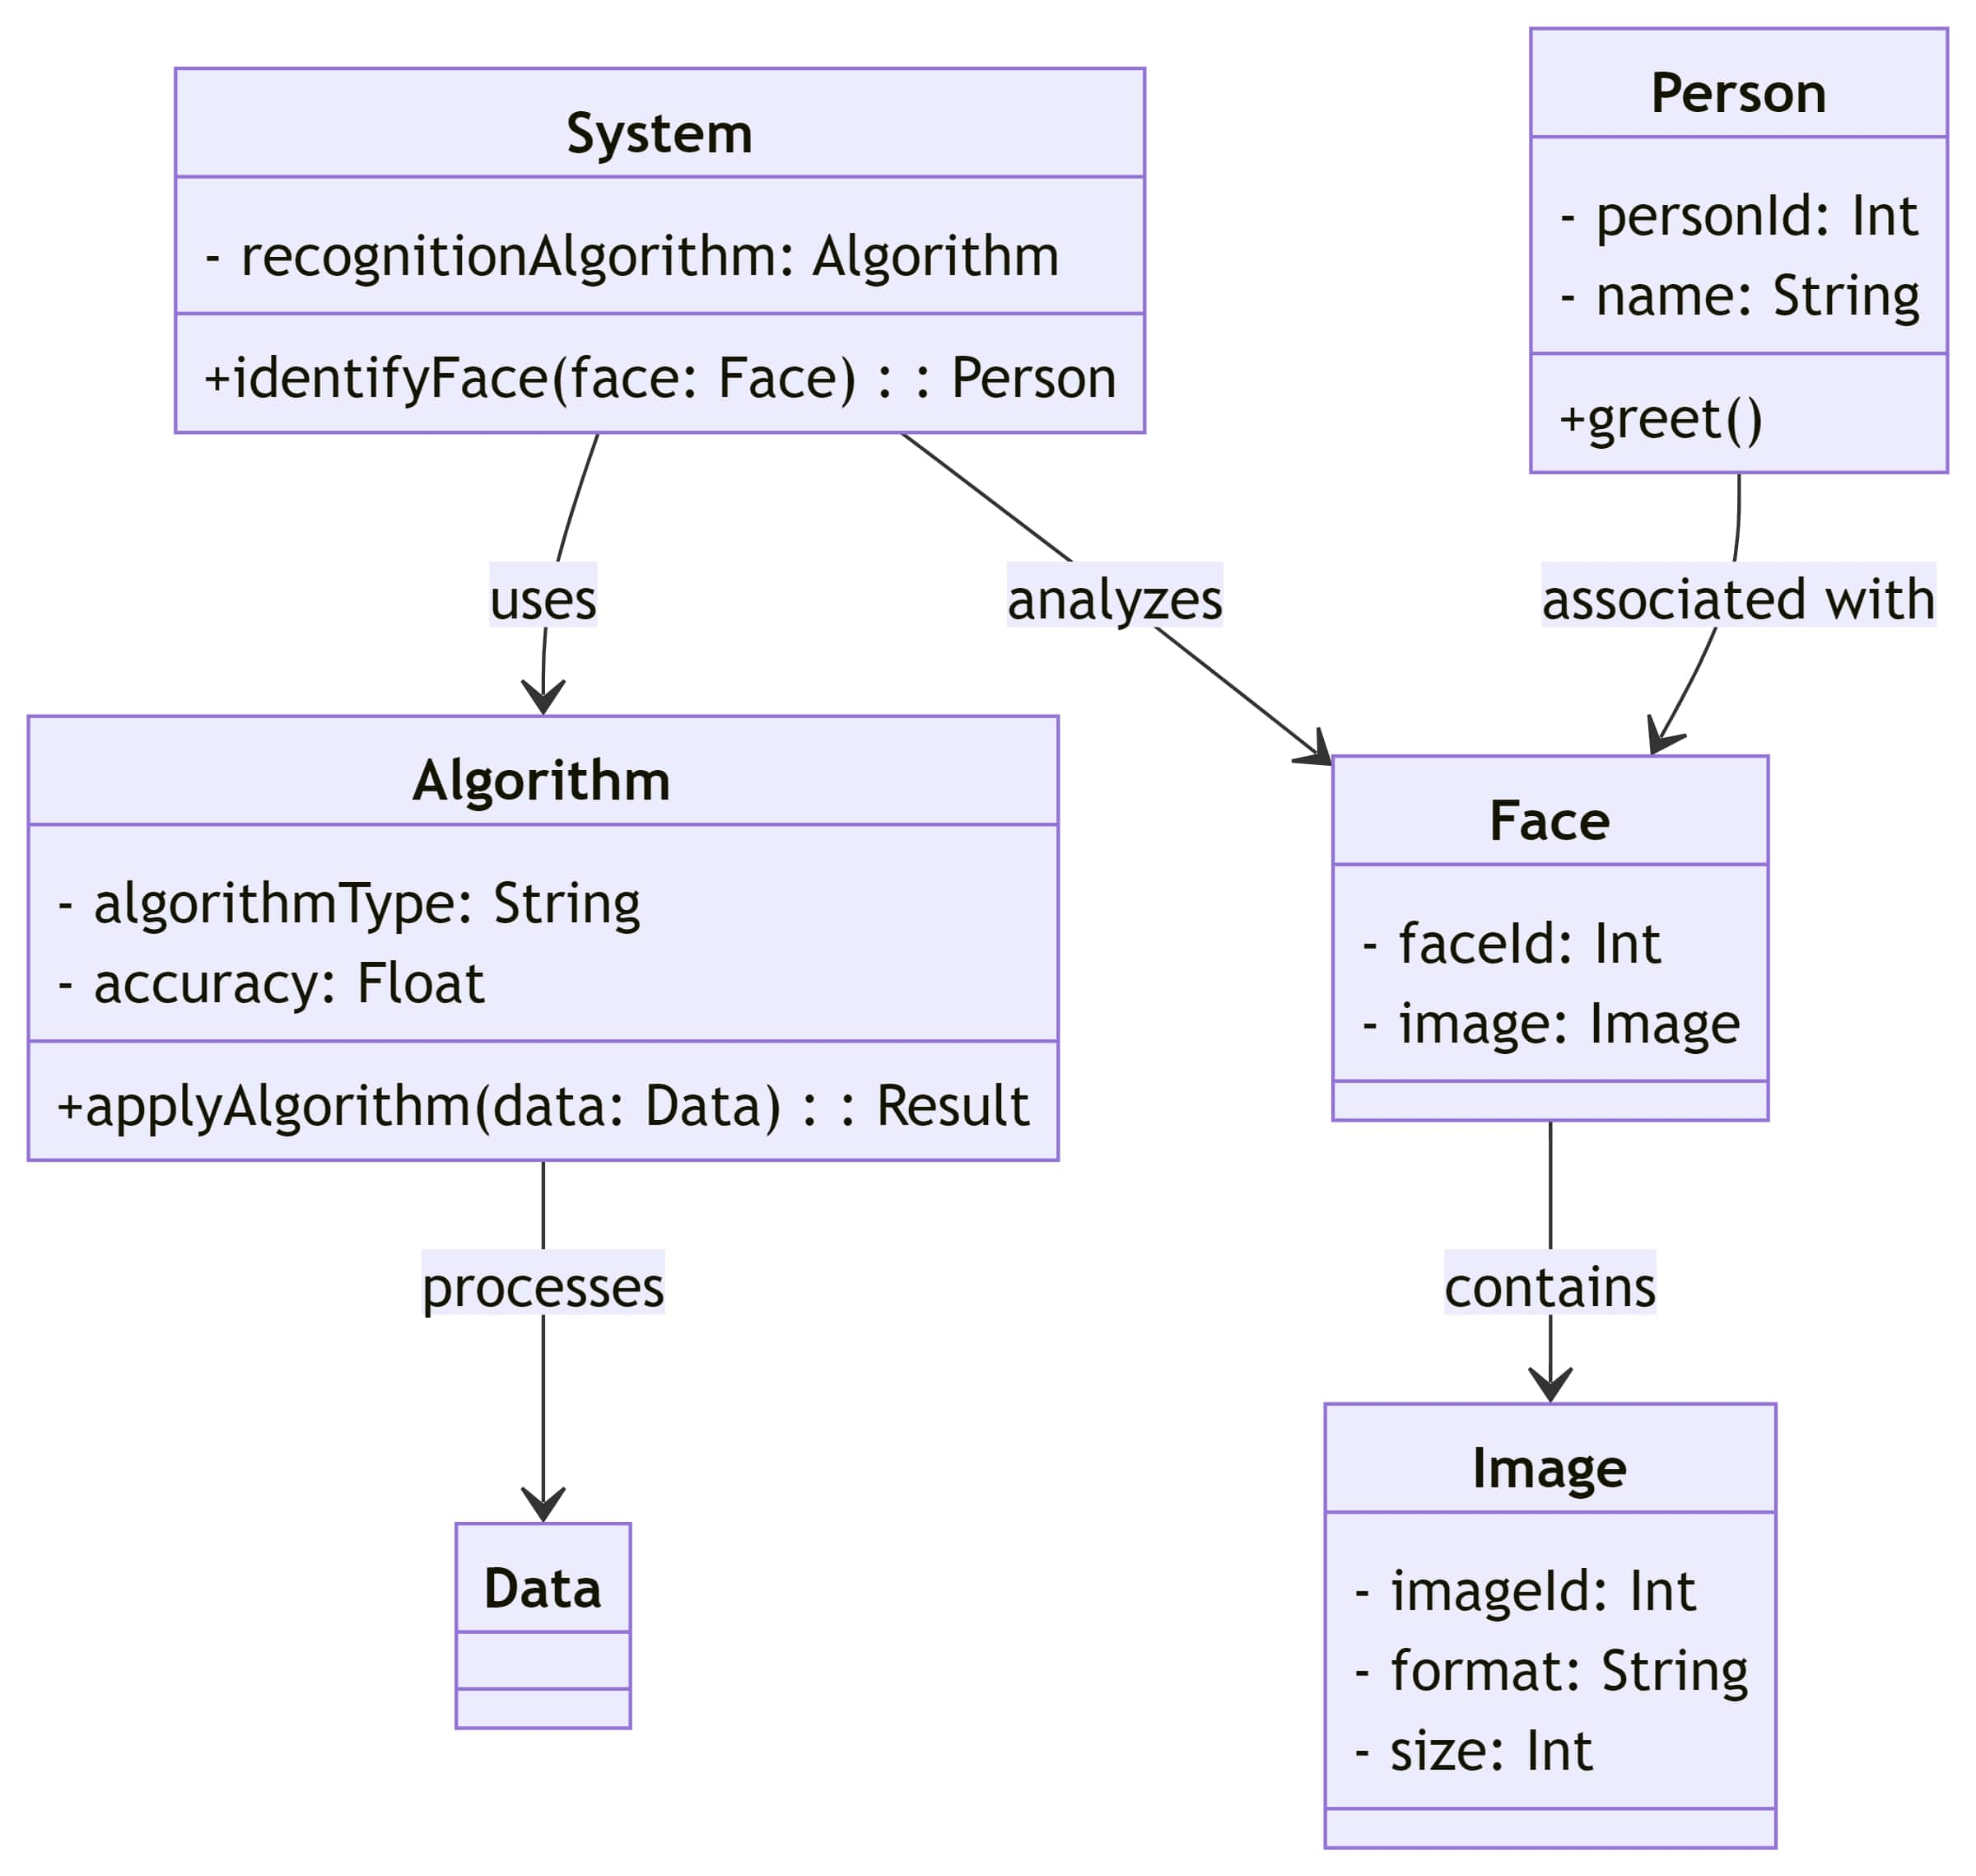 System
- recognitionAlgorithm: Algorithm
+identifyFace(face: Face) : : Person
Person
- personId: Int
- name: String
+greet()
uses
analyzes
associated with
Algorithm
- algorithmType: String
- accuracy: Float
+applyAlgorithm(data: Data) : : Result
Face
- faceId: Int
- image: Image
processes
contains
Data
Image
- imageId: Int
- format: String
- size: Int